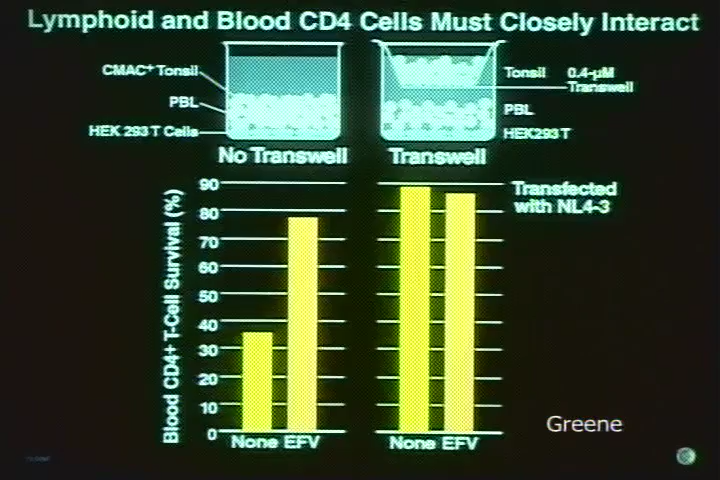 Lymphoid and Blood CD4 Cells Must Closely Interact
CMAC+ Tonsil
PBL
HEK 293T Cells
No Transwell
Tonsil
0.4-µM
Transwell
PBL
HEK293T
Transwell
Blood CD4+ T-Cell Survival (%)
90
80
70
60
50
40
30
20
10
0
None EFV
None EFV
Transfected
with NL4-3
Greene